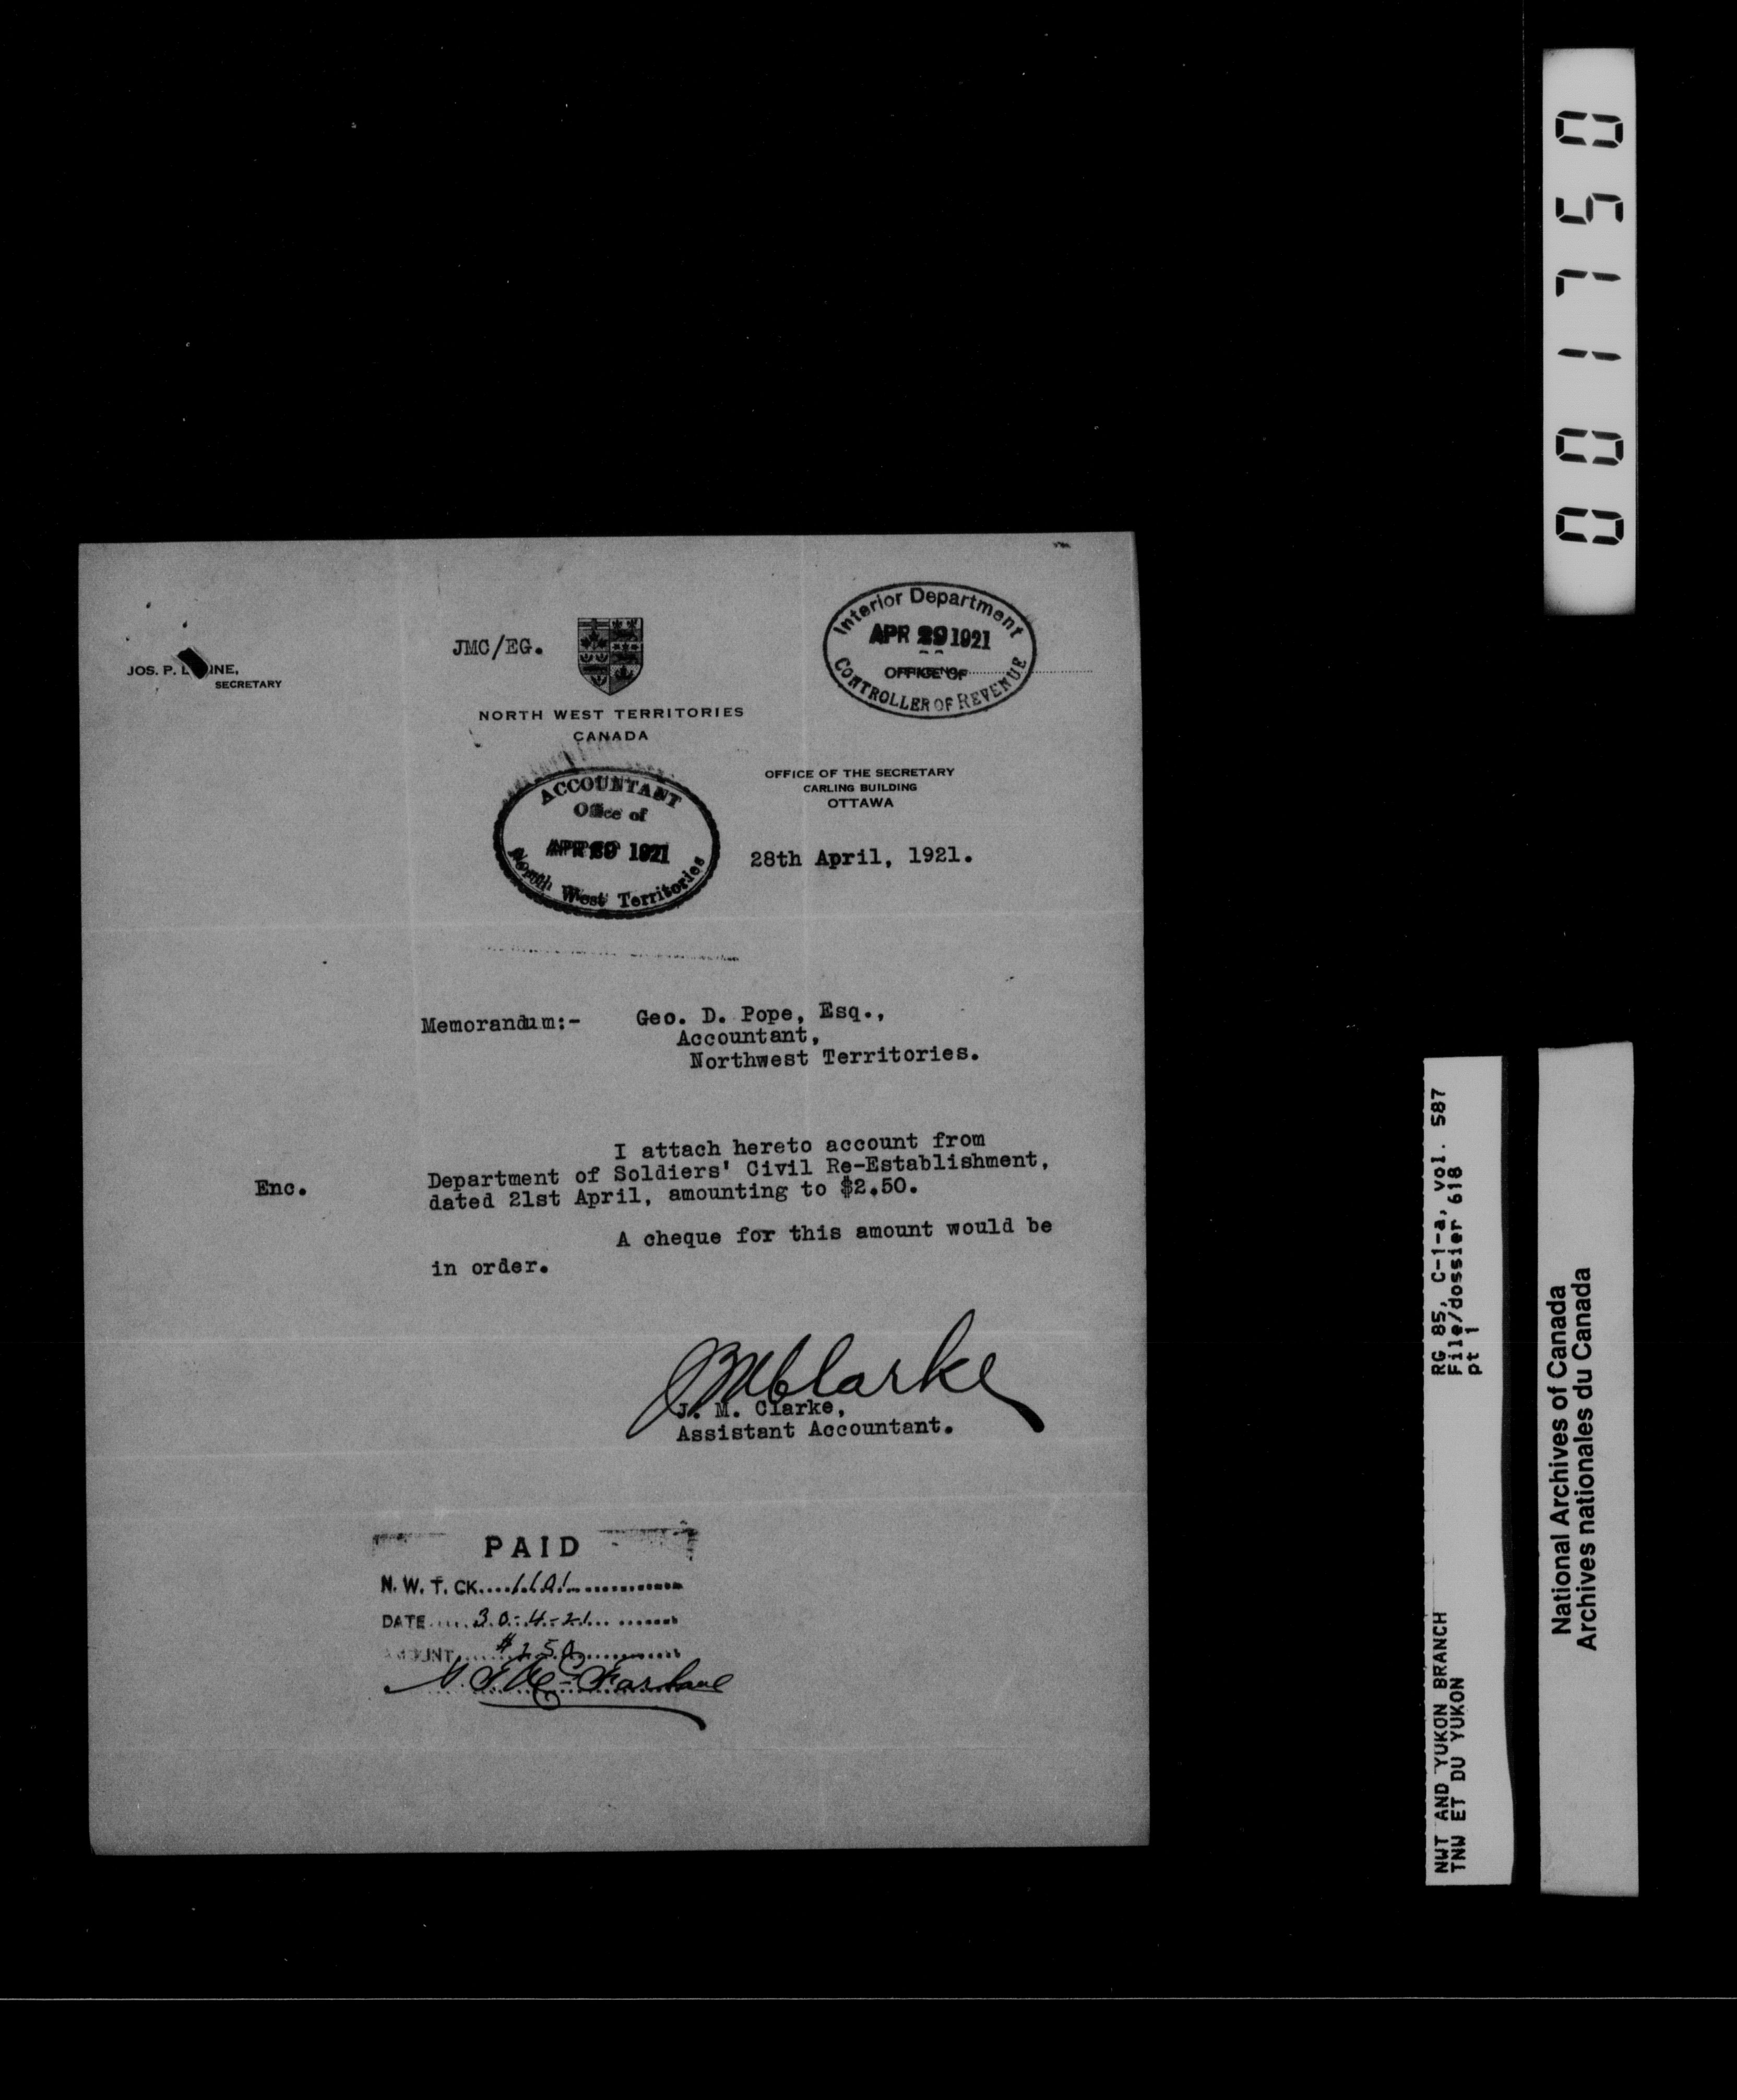 JMC/EG.
JOS. P. L INE,
SECRETARY
NORTH WEST TERRITORIES
CANADA
Interior Department
APR 29 1921
OFFICE OF
CONTROLLER OF REVENUE
ACCOUNTANT
Office of
APR 29 1921
North West Territories
OFFICE OF THE SECRETARY
CARLING BUILDING
OTTAWA
28th April, 1921.
Memorandum:- Geo. D. Pope, Esq.,
Accountant,
Northwest Territories.
I attach hereto account from
Enc. Department of Soldiers' Civil Re-Establishment,
dated 21st April, amounting to $2.50.
A cheque for this amount would be
in order.
JMClarke
J. M. Clarke,
Assistant Accountant.
PAID
N. W. T. CK.
DATE 30-4-21
AMOUNT $2.50
051100
RG 85, C-1-a, vol. 587
File/dossier 618
pt 1
NWT AND YUKON BRANCH
TNW ET DU YUKON
National Archives of Canada
Archives nationales du Canada